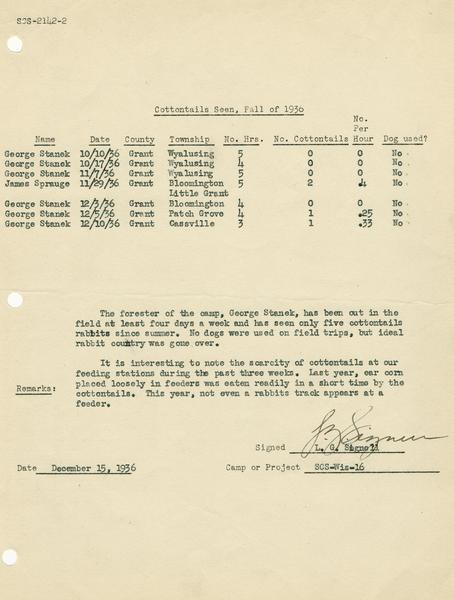 SCS-2142-2
Cottontails Seen, Fall of 1936
Name Date County Township No. Hrs. No. Cottontails No. Per Hour Dog used?
George Stanek 10/10/36 Grant Wyalusing 5 0 0 No
George Stanek 10/17/36 Grant Wyalusing 4 0 0 No
George Stanek 11/7/36 Grant Wyalusing 5 0 0 No
James Sprauge 11/29/36 Grant Bloomington 5 2 .4 No
Little Grant
George Stanek 12/3/36 Grant Bloomington 4 0 0 No
George Stanek 12/5/36 Grant Patch Grove 4 1 .25 No
George Stanek 12/10/36 Grant Cassville 3 1 .33 No
The forester of the camp, George Stanek, has been out in the
field at least four days a week and has seen only five cottontails
rabbits since summer. No dogs were used on field trips, but ideal
rabbit country was gone over.
It is interesting to note the scarcity of cottontails at our
feeding stations during the past three weeks. Last year, ear corn
Remarks: placed loosely in feeders was eaten readily in a short time by the
cottontails. This year, not even a rabbits track appears at a
feeder.
Signed L. G.
Date December 15, 1936 Camp or Project SCS-Wis-16